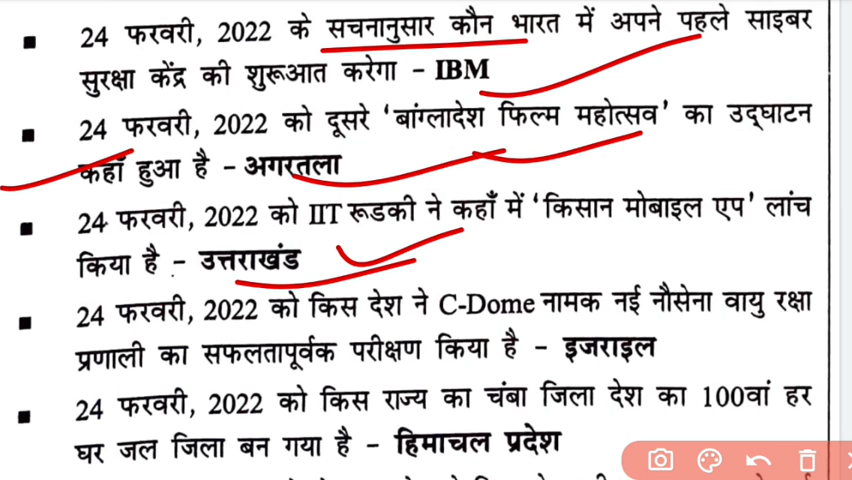 ▪ 24 फरवरी, 2022 के सचनानुसार कौन भारत में अपने पहले साइबर
सुरक्षा केंद्र की शुरूआत करेगा - IBM
▪ 24 फरवरी, 2022 को दूसरे 'बांग्लादेश फिल्म महोत्सव' का उद्घाटन
कहाँ हुआ है - अगरतला
▪ 24 फरवरी, 2022 को IIT रूडकी ने कहाँ में 'किसान मोबाइल एप' लांच
किया है - उत्तराखंड
▪ 24 फरवरी, 2022 को किस देश ने C-Dome नामक नई नौसेना वायु रक्षा
प्रणाली का सफलतापूर्वक परीक्षण किया है - इजराइल
▪ 24 फरवरी, 2022 को किस राज्य का चंबा जिला देश का 100वां हर
घर जल जिला बन गया है - हिमाचल प्रदेश